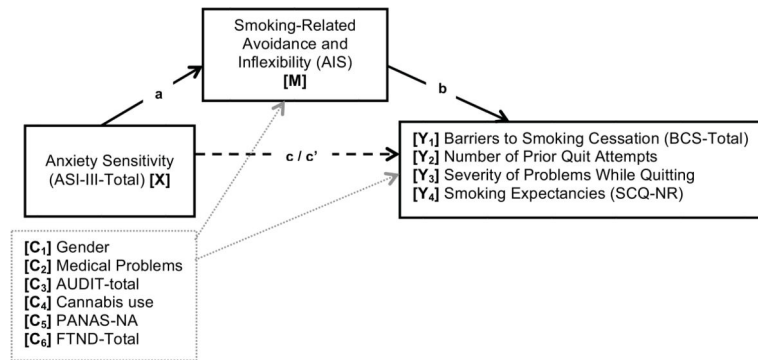 Smoking-Related
Avoidance and
Inflexibility (AIS)
[M]
a
b
Anxiety Sensitivity
(ASI-III-Total) [X]
c / c'
[Y₁] Barriers to Smoking Cessation (BCS-Total)
[Y₂] Number of Prior Quit Attempts
[Y₃] Severity of Problems While Quitting
[Y₄] Smoking Expectancies (SCQ-NR)
[C₁] Gender
[C₂] Medical Problems
[C₃] AUDIT-total
[C₄] Cannabis use
[C₅] PANAS-NA
[C₆] FTND-Total